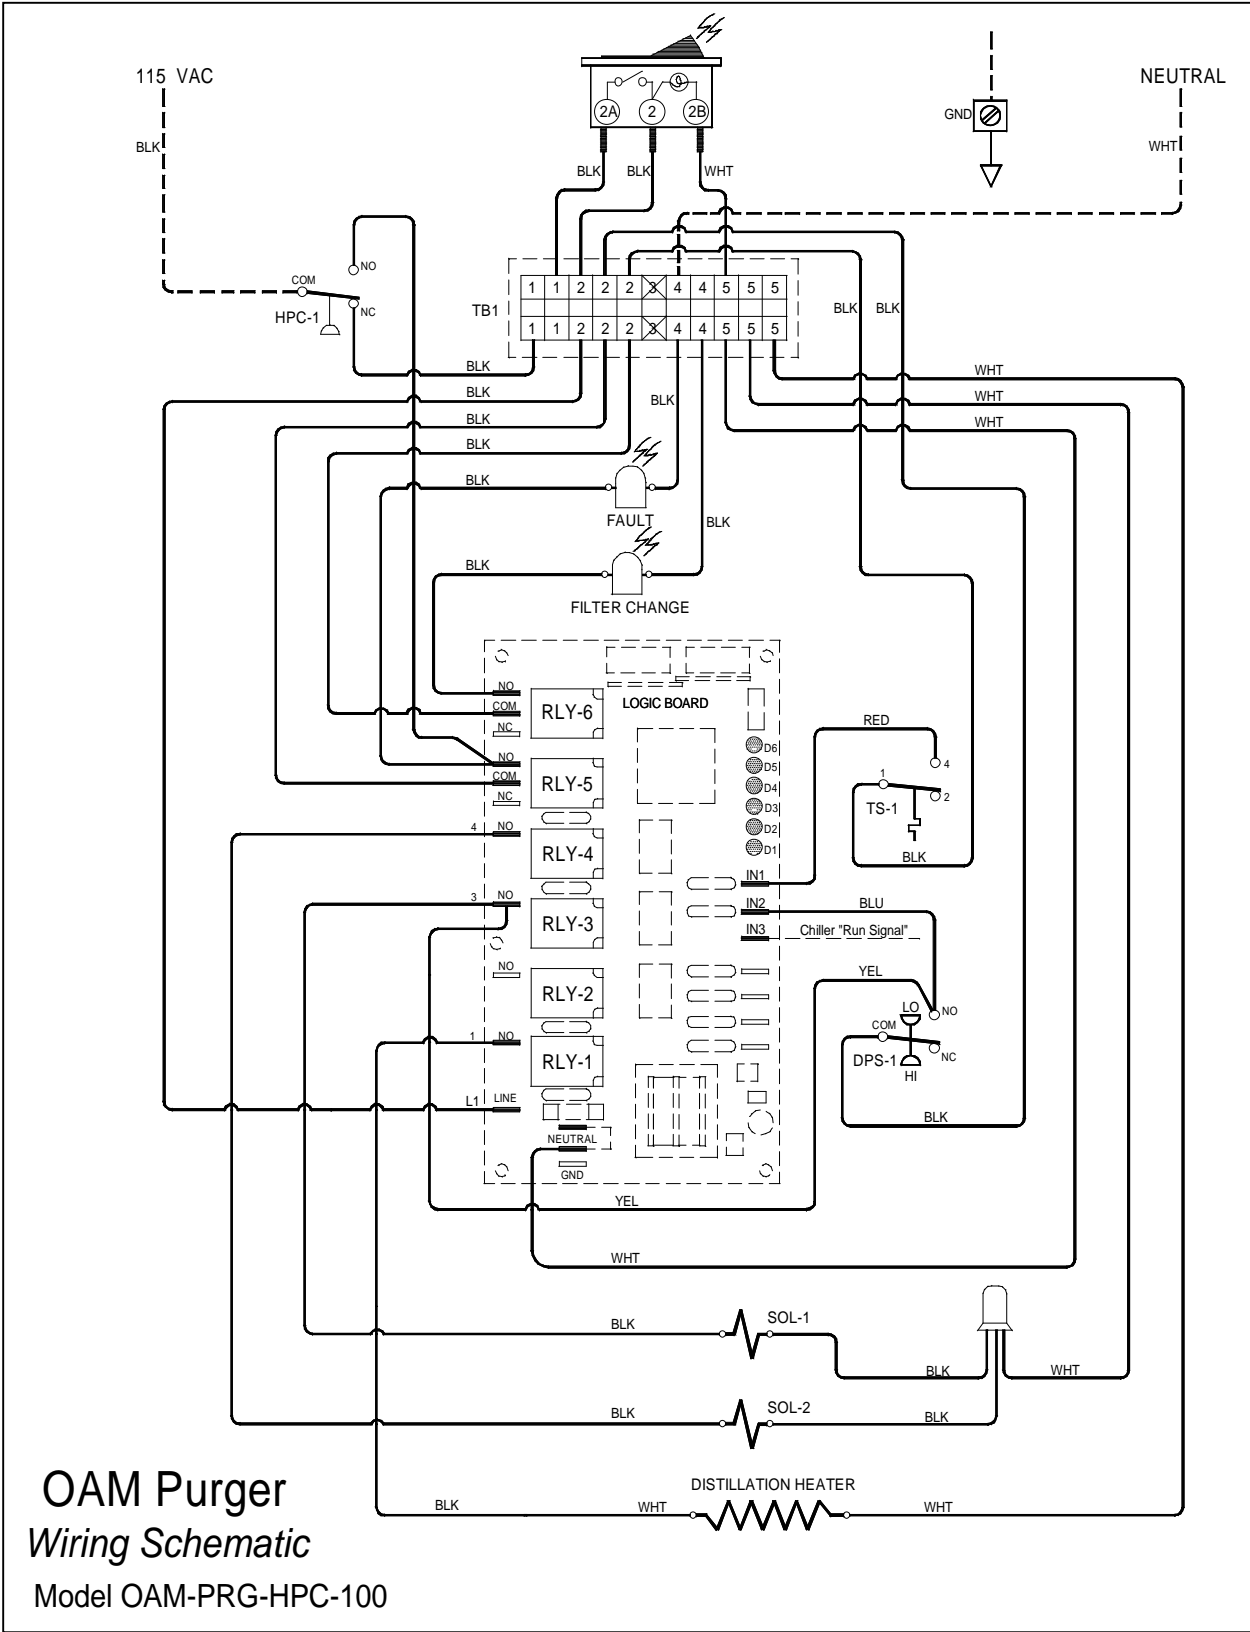 115 VAC
NEUTRAL
GND
BLK
WHT
2A 2 2B
BLK BLK WHT
NO
COM
NC
HPC-1
TB1
1 1 2 2 2 3 4 4 5 5 5
1 1 2 2 2 3 4 4 5 5 5
BLK BLK
BLK
WHT
BLK
BLK
WHT
BLK
WHT
BLK
BLK
FAULT
BLK
BLK
FILTER CHANGE
LOGIC BOARD
NO
COM
NC
RLY-6
NO
COM
NC
RLY-5
4 NO
RLY-4
3 NO
RLY-3
NO
RLY-2
1 NO
RLY-1
L1 LINE
NEUTRAL
GND
D6
D5
D4
D3
D2
D1
IN1
IN2
IN3
RED
4
1
2
TS-1
BLK
BLU
Chiller "Run Signal"
YEL
LO
NO
COM
DPS-1
NC
HI
BLK
YEL
WHT
BLK
SOL-1
BLK
WHT
BLK
SOL-2
BLK
DISTILLATION HEATER
BLK
WHT
WHT
OAM Purger
Wiring Schematic
Model OAM-PRG-HPC-100